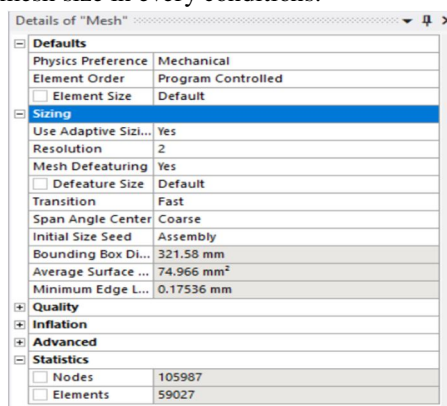 mesh size in every conditions.
Details of "Mesh"
Defaults
Physics Preference Mechanical
Element Order Program Controlled
Element Size Default
Sizing
Use Adaptive Sizi... Yes
Resolution 2
Mesh Defeaturing Yes
Defeature Size Default
Transition Fast
Span Angle Center Coarse
Initial Size Seed Assembly
Bounding Box Di... 321.58 mm
Average Surface ... 74.966 mm²
Minimum Edge L... 0.17536 mm
Quality
Inflation
Advanced
Statistics
Nodes 105987
Elements 59027